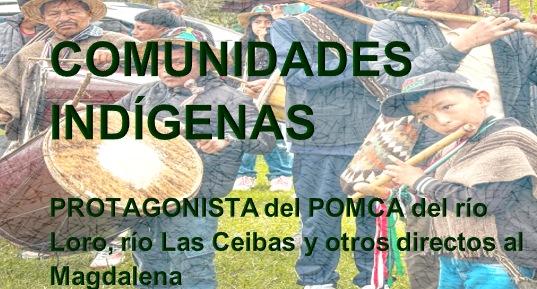 COMUNIDADES
INDÍGENAS
PROTAGONISTA del POMCA del río
Loro, río Las Ceibas y otros directos al
Magdalena